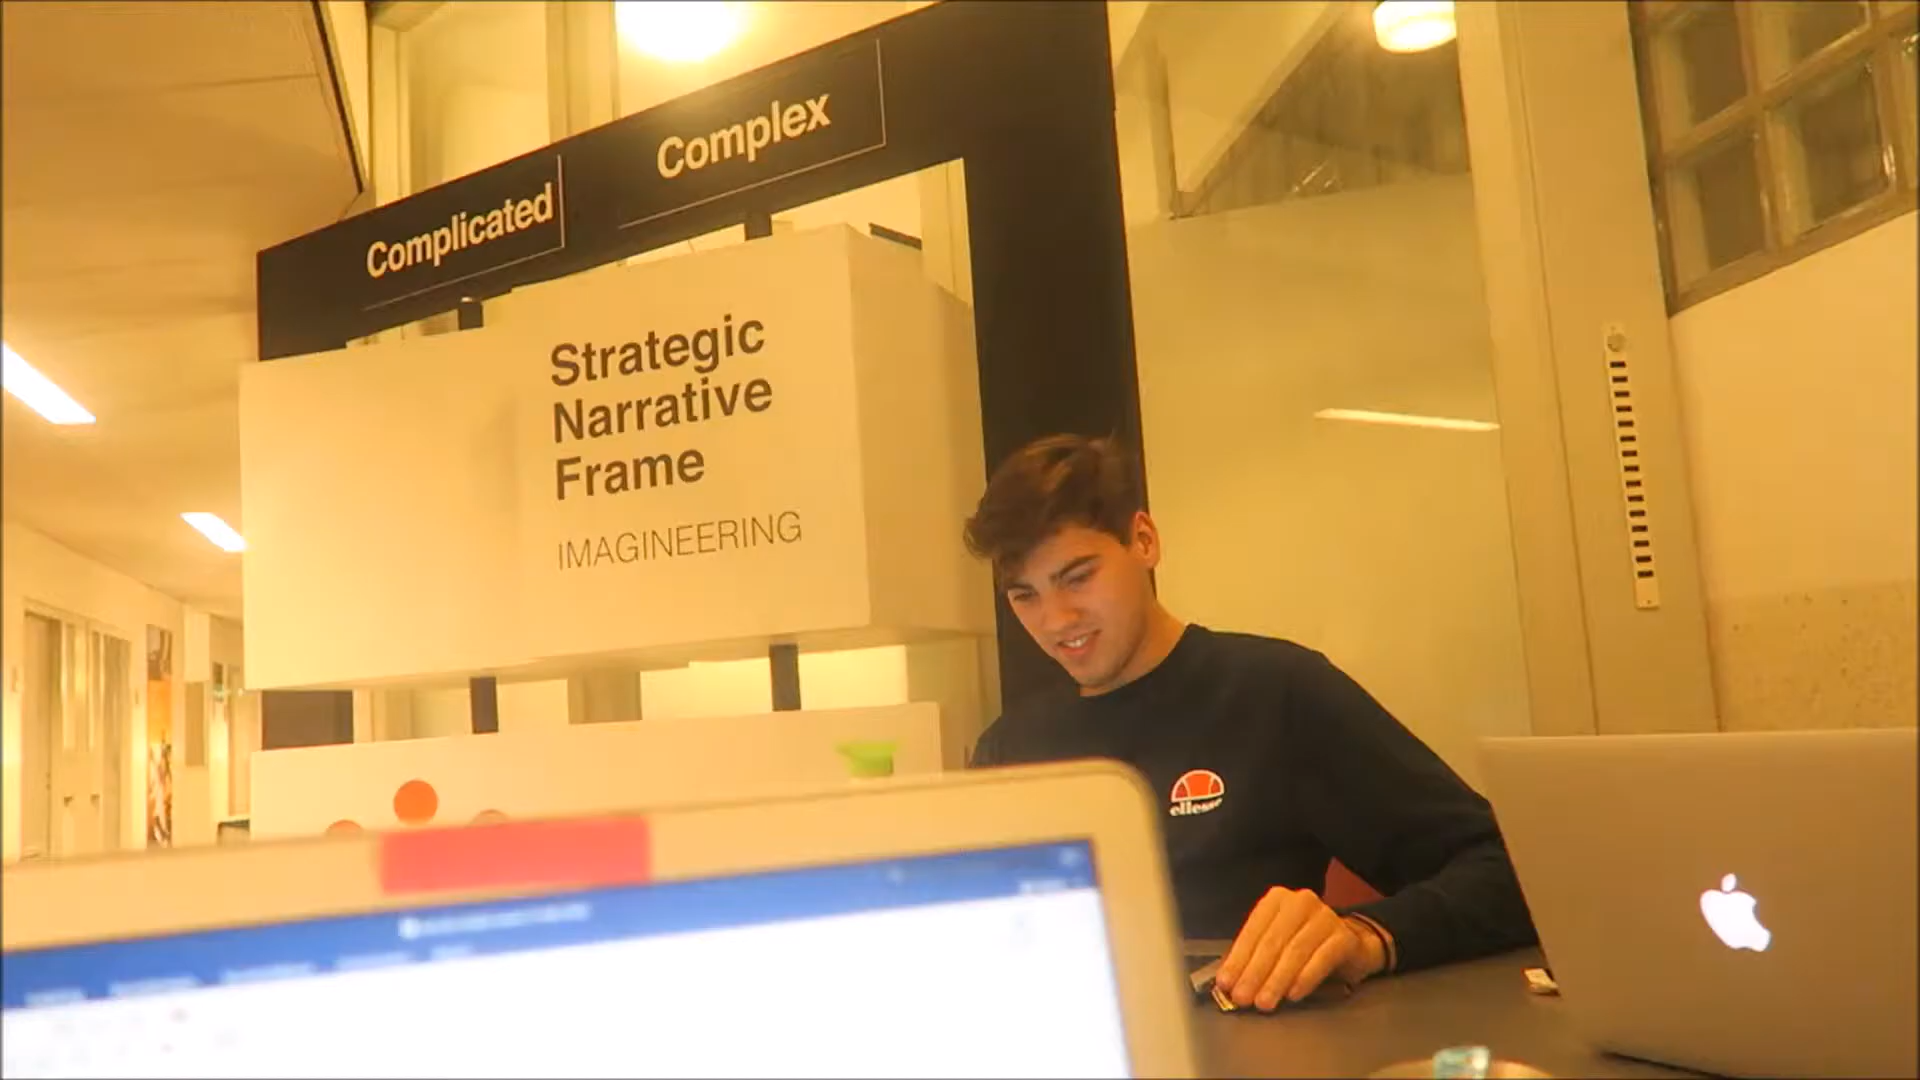 Complicated
Complex
Strategic
Narrative
Frame
IMAGINEERING
ellesse